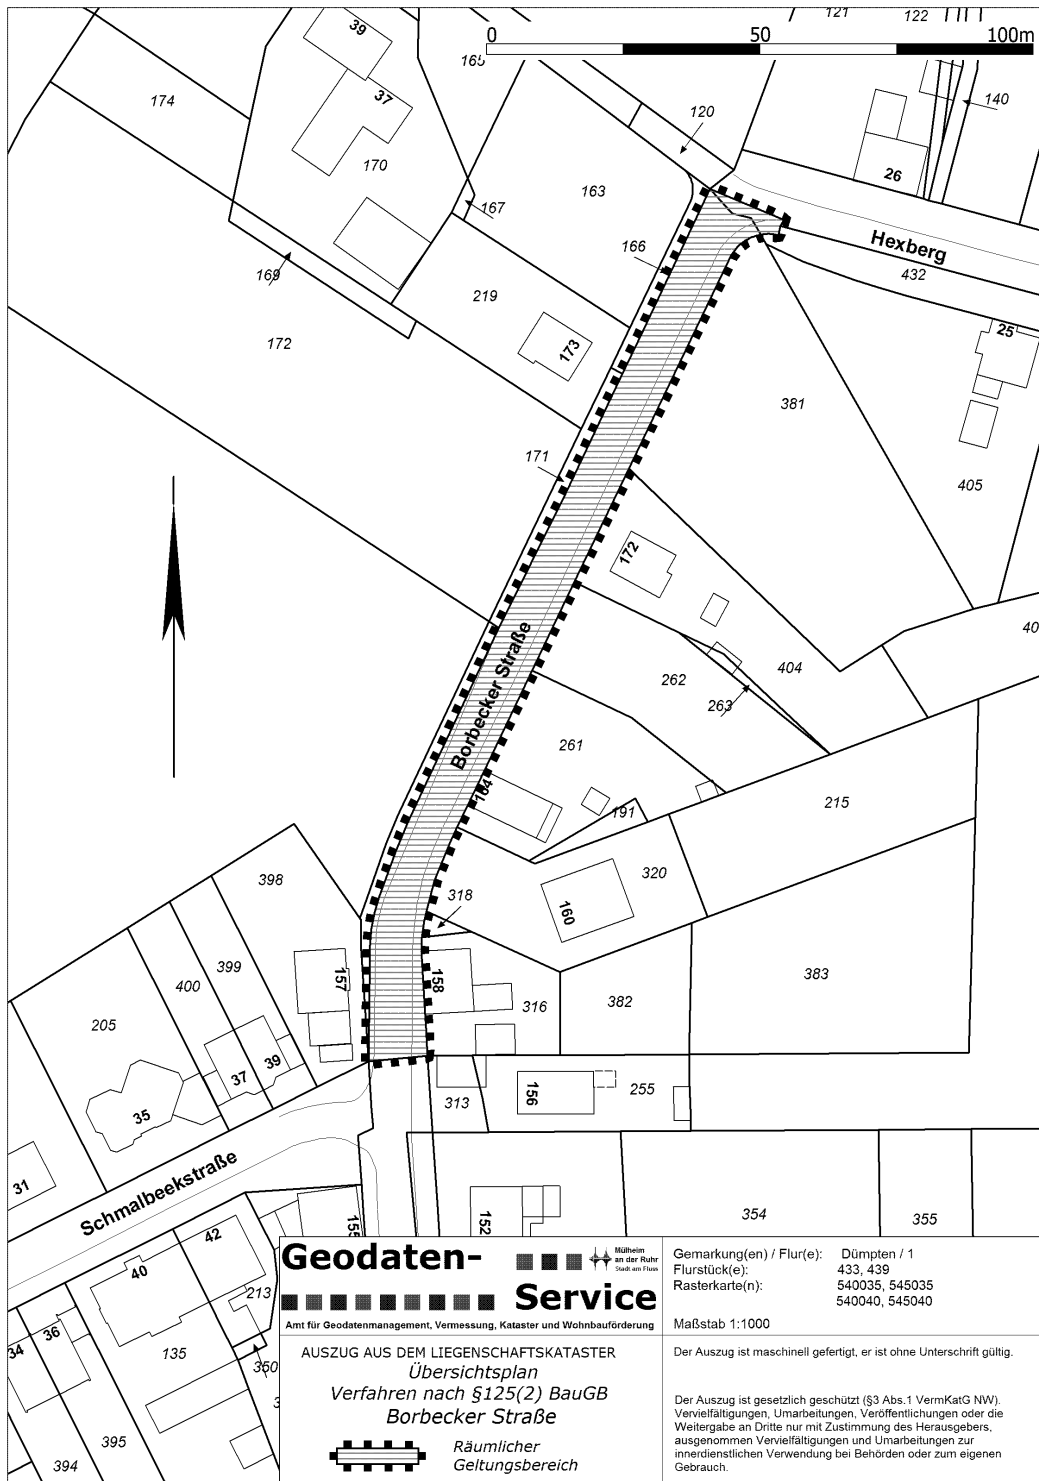 39
165
0
50
100m
121
122
174
37
120
140
170
163
26
167
166
Hexberg
169
432
219
172
173
25
381
171
405
172
Borbecker Straße
404
40
262
263
261
164
191
215
398
320
318
160
399
400
157
158
383
205
316
382
37
39
156
255
35
313
31
Schmalbeekstraße
152
155
354
355
42
40
213
36
34
135
350
3
395
394
Geodaten-
Service
Mülheim
an der Ruhr
Stadt am Fluss
Amt für Geodatenmanagement, Vermessung, Kataster und Wohnbauförderung
AUSZUG AUS DEM LIEGENSCHAFTSKATASTER
Übersichtsplan
Verfahren nach §125(2) BauGB
Borbecker Straße
Räumlicher
Geltungsbereich
Gemarkung(en) / Flur(e): Dümpten / 1
Flurstück(e): 433, 439
Rasterkarte(n): 540035, 545035
540040, 545040
Maßstab 1:1000
Der Auszug ist maschinell gefertigt, er ist ohne Unterschrift gültig.
Der Auszug ist gesetzlich geschützt (§3 Abs.1 VermKatG NW).
Vervielfältigungen, Umarbeitungen, Veröffentlichungen oder die
Weitergabe an Dritte nur mit Zustimmung des Herausgebers,
ausgenommen Vervielfältigungen und Umarbeitungen zur
innerdienstlichen Verwendung bei Behörden oder zum eigenen
Gebrauch.